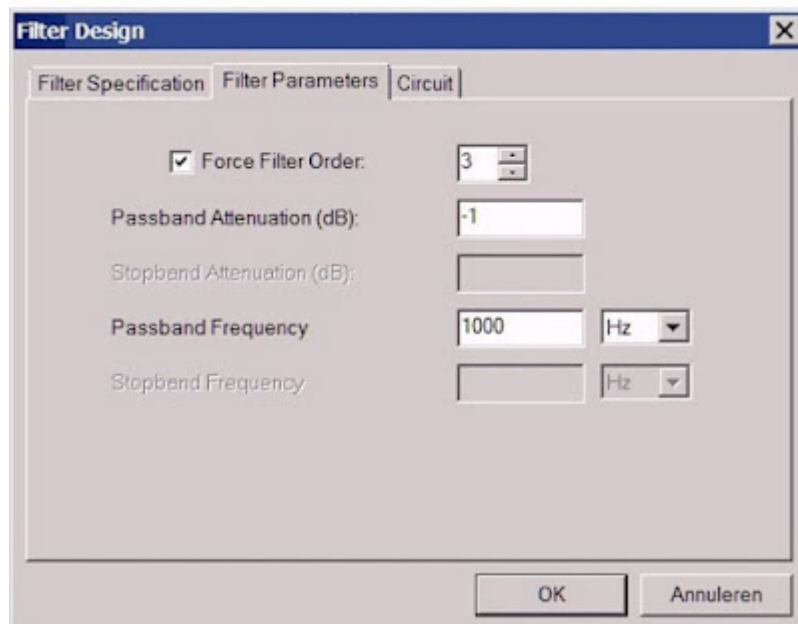 Filter Design
Filter Specification Filter Parameters Circuit
Force Filter Order: 3
Passband Attenuation (dB): -1
Stopband Attenuation (dB):
Passband Frequency 1000 Hz
Stopband Frequency Hz
OK Annuleren